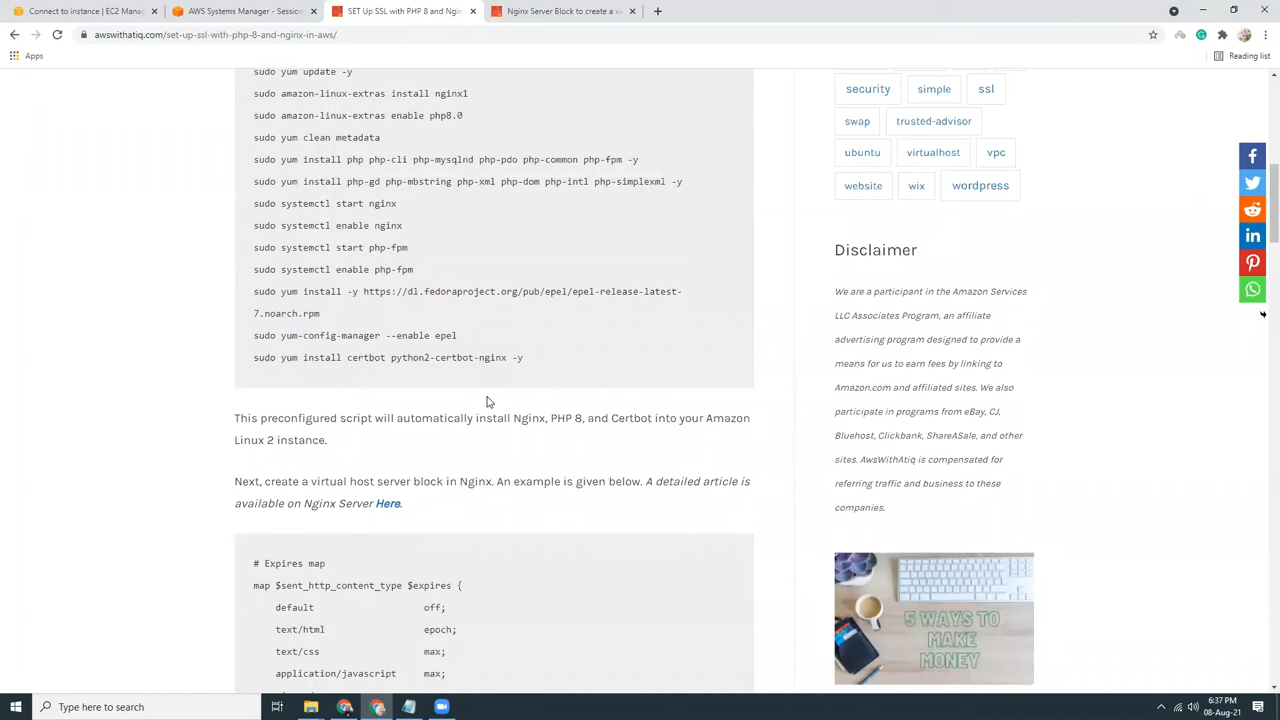 Connect to instance | EC2 Manag
AWS Systems Manager - Session
SET Up SSL with PHP 8 and Ngin
Nginx Server Block to create a vi
awswithatiq.com/set-up-ssl-with-php-8-and-nginx-in-aws/
Apps
Reading list
sudo yum update -y
sudo amazon-linux-extras install nginx1
sudo amazon-linux-extras enable php8.0
sudo yum clean metadata
sudo yum install php php-cli php-mysqlnd php-pdo php-common php-fpm -y
sudo yum install php-gd php-mbstring php-xml php-dom php-intl php-simplexml -y
sudo systemctl start nginx
sudo systemctl enable nginx
sudo systemctl start php-fpm
sudo systemctl enable php-fpm
sudo yum install -y https://dl.fedoraproject.org/pub/epel/epel-release-latest-
7.noarch.rpm
sudo yum-config-manager --enable epel
sudo yum install certbot python2-certbot-nginx -y
This preconfigured script will automatically install Nginx, PHP 8, and Certbot into your Amazon
Linux 2 instance.
Next, create a virtual host server block in Nginx. An example is given below. A detailed article is
available on Nginx Server Here.
# Expires map
map $sent_http_content_type $expires {
default off;
text/html epoch;
text/css max;
application/javascript max;
security simple ssl
swap trusted-advisor
ubuntu virtualhost vpc
website wix wordpress
Disclaimer
We are a participant in the Amazon Services
LLC Associates Program, an affiliate
advertising program designed to provide a
means for us to earn fees by linking to
Amazon.com and affiliated sites. We also
participate in programs from eBay, CJ,
Bluehost, Clickbank, ShareASale, and other
sites. AwsWithAtiq is compensated for
referring traffic and business to these
companies.
5 WAYS TO
MAKE
MONEY
Type here to search
6:37 PM
08-Aug-21